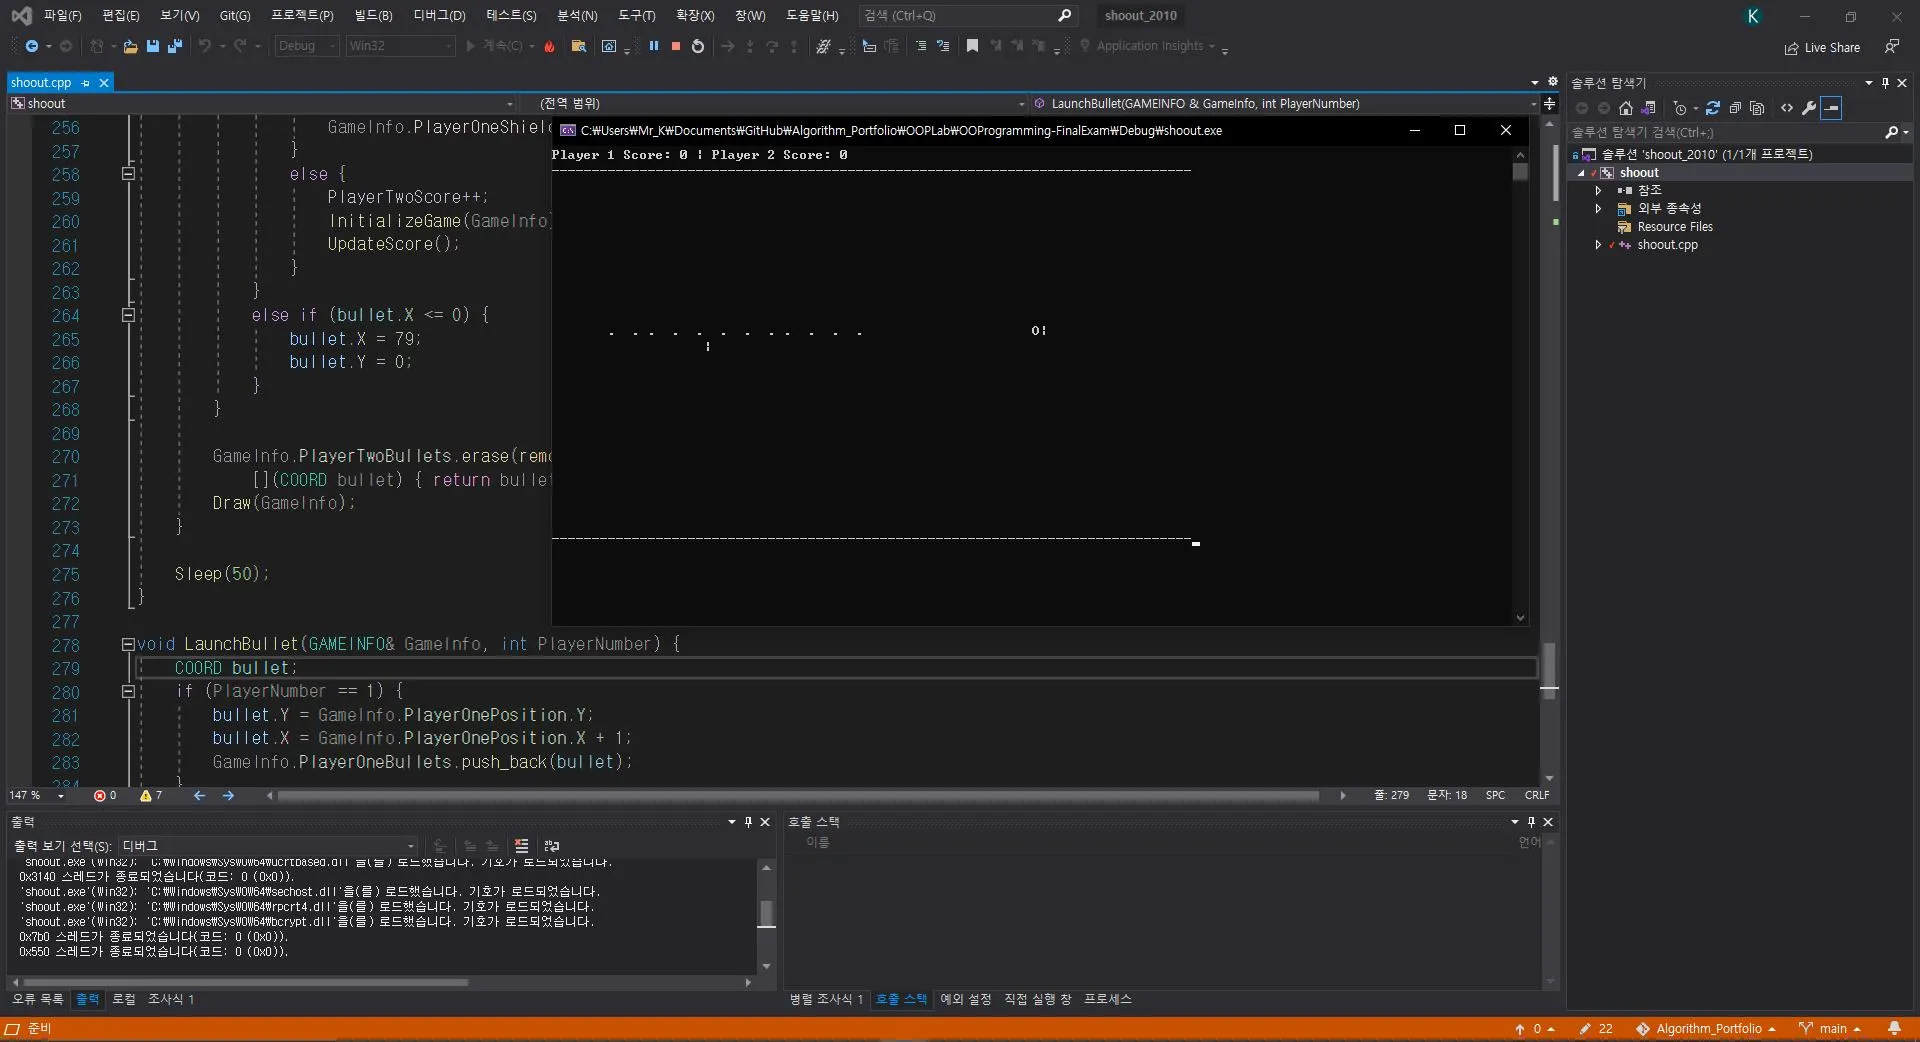 파일(F) 편집(E) 보기(V) Git(G) 프로젝트(P) 빌드(B) 디버그(D) 테스트(S) 분석(N) 도구(T) 확장(X) 창(W) 도움말(H) 검색 (Ctrl+Q) shoout_2010 K
Debug Win32 계속(C) Application Insights Live Share
shoout.cpp
shoout (전역 범위) LaunchBullet(GAMEINFO & GameInfo, int PlayerNumber)
256 GameInfo.PlayerOneShield
257 }
258 else {
259 PlayerTwoScore++;
260 InitializeGame(GameInfo)
261 UpdateScore();
262 }
263 }
264 else if (bullet.X <= 0) {
265 bullet.X = 79;
266 bullet.Y = 0;
267 }
268 }
269
270 GameInfo.PlayerTwoBullets.erase(remo
271 [](COORD bullet) { return bullet
272 Draw(GameInfo);
273 }
274
275 Sleep(50);
276 }
277
278 void LaunchBullet(GAMEINFO& GameInfo, int PlayerNumber) {
279 COORD bullet;
280 if (PlayerNumber == 1) {
281 bullet.Y = GameInfo.PlayerOnePosition.Y;
282 bullet.X = GameInfo.PlayerOnePosition.X + 1;
283 GameInfo.PlayerOneBullets.push_back(bullet);
284 }
C:₩Users₩Mr_K₩Documents₩GitHub₩Algorithm_Portfolio₩OOPLab₩OOProgramming-FinalExam₩Debug₩shoout.exe
Player 1 Score: 0 | Player 2 Score: 0
--------------------------------------------------------------------------------
. . . . . . . . . . . . O|
|
--------------------------------------------------------------------------------
147 % 0 7 줄: 279 문자: 18 SPC CRLF
솔루션 탐색기
솔루션 탐색기 검색(Ctrl+;)
솔루션 'shoout_2010' (1/1개 프로젝트)
shoout
참조
외부 종속성
Resource Files
shoout.cpp
출력
출력 보기 선택(S): 디버그
'shoout.exe'(Win32): 'C:₩Windows₩SysWOW64₩ucrtbased.dll'을(를) 로드했습니다. 기호가 로드되었습니다.
0x3140 스레드가 종료되었습니다(코드: 0 (0x0)).
'shoout.exe'(Win32): 'C:₩Windows₩SysWOW64₩sechost.dll'을(를) 로드했습니다. 기호가 로드되었습니다.
'shoout.exe'(Win32): 'C:₩Windows₩SysWOW64₩rpcrt4.dll'을(를) 로드했습니다. 기호가 로드되었습니다.
'shoout.exe'(Win32): 'C:₩Windows₩SysWOW64₩bcrypt.dll'을(를) 로드했습니다. 기호가 로드되었습니다.
0x7b0 스레드가 종료되었습니다(코드: 0 (0x0)).
0x550 스레드가 종료되었습니다(코드: 0 (0x0)).
오류 목록 출력 로컬 조사식 1
호출 스택
이름 언어
병렬 조사식 1 호출 스택 예외 설정 직접 실행 창 프로세스
준비 0 22 Algorithm_Portfolio main